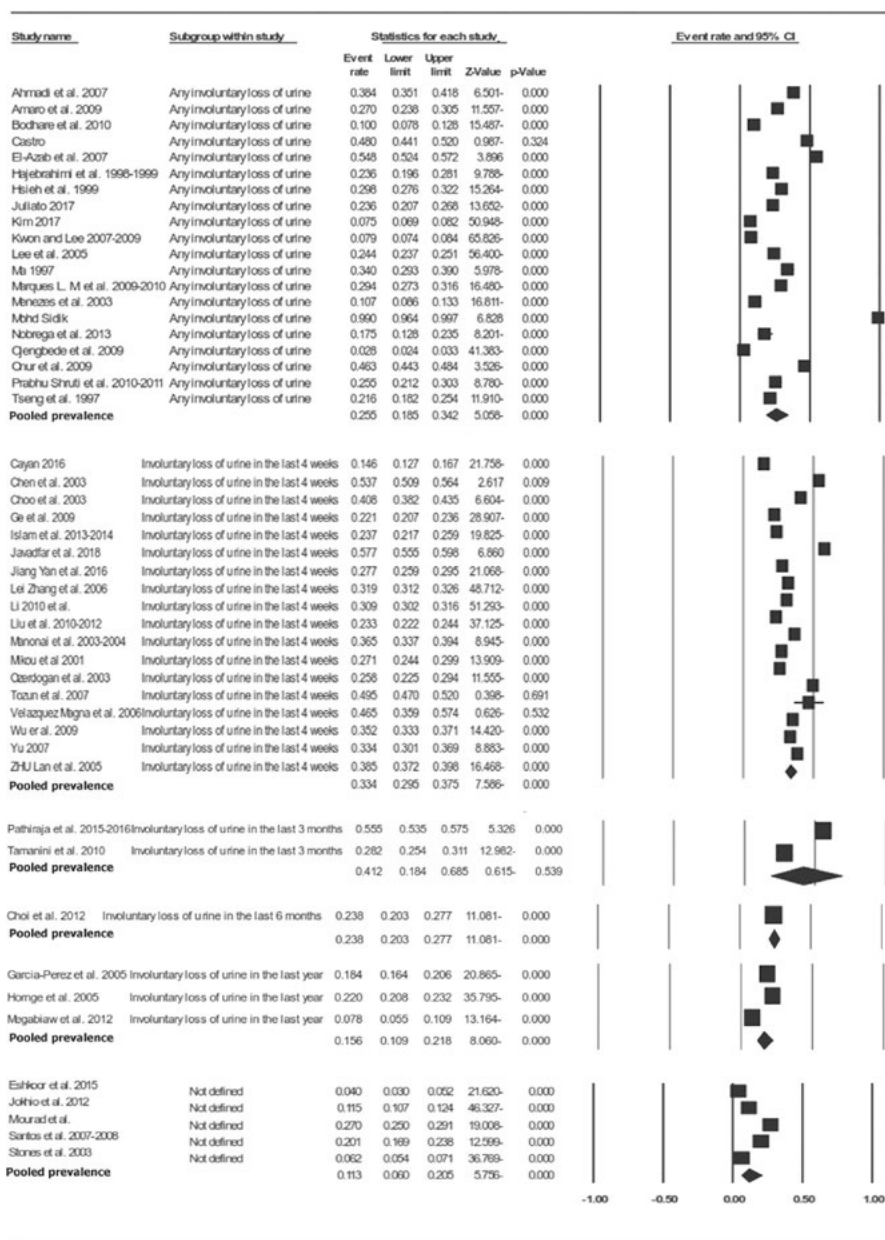 Study name Subgroup within study Statistics for each study Event rate and 95% CI
Event Lower Upper
rate limit limit Z-Value p-Value
Ahmadi et al. 2007 Any involuntary loss of urine 0.384 0.351 0.418 6.501- 0.000
Amaro et al. 2009 Any involuntary loss of urine 0.270 0.238 0.305 11.557- 0.000
Bodhare et al. 2010 Any involuntary loss of urine 0.100 0.078 0.128 15.487- 0.000
Castro Any involuntary loss of urine 0.480 0.441 0.520 0.987- 0.324
El-Azab et al. 2007 Any involuntary loss of urine 0.548 0.524 0.572 3.896 0.000
Hajebrahimi et al. 1998-1999 Any involuntary loss of urine 0.236 0.196 0.281 9.788- 0.000
Hsieh et al. 1999 Any involuntary loss of urine 0.298 0.276 0.322 15.264- 0.000
Juliato 2017 Any involuntary loss of urine 0.236 0.207 0.268 13.652- 0.000
Kim 2017 Any involuntary loss of urine 0.075 0.069 0.082 50.948- 0.000
Kwon and Lee 2007-2009 Any involuntary loss of urine 0.079 0.074 0.084 65.826- 0.000
Lee et al. 2005 Any involuntary loss of urine 0.244 0.237 0.251 56.400- 0.000
Ma 1997 Any involuntary loss of urine 0.340 0.293 0.390 5.978- 0.000
Marques L. M et al. 2009-2010 Any involuntary loss of urine 0.294 0.273 0.316 16.480- 0.000
Menezes et al. 2003 Any involuntary loss of urine 0.107 0.086 0.133 16.811- 0.000
Mohd Sidik Any involuntary loss of urine 0.990 0.964 0.997 6.828 0.000
Nobrega et al. 2013 Any involuntary loss of urine 0.175 0.128 0.235 8.201- 0.000
Ojengbede et al. 2009 Any involuntary loss of urine 0.028 0.024 0.033 41.383- 0.000
Onur et al. 2009 Any involuntary loss of urine 0.463 0.443 0.484 3.526- 0.000
Prabhu Shruti et al. 2010-2011 Any involuntary loss of urine 0.255 0.212 0.303 8.780- 0.000
Tseng et al. 1997 Any involuntary loss of urine 0.216 0.182 0.254 11.910- 0.000
Pooled prevalence 0.255 0.185 0.342 5.058- 0.000
Cayan 2016 Involuntary loss of urine in the last 4 weeks 0.146 0.127 0.167 21.758- 0.000
Chen et al. 2003 Involuntary loss of urine in the last 4 weeks 0.537 0.509 0.564 2.617 0.009
Choo et al. 2003 Involuntary loss of urine in the last 4 weeks 0.408 0.382 0.435 6.604- 0.000
Ge et al. 2009 Involuntary loss of urine in the last 4 weeks 0.221 0.207 0.236 28.907- 0.000
Islam et al. 2013-2014 Involuntary loss of urine in the last 4 weeks 0.237 0.217 0.259 19.825- 0.000
Javadfar et al. 2018 Involuntary loss of urine in the last 4 weeks 0.577 0.555 0.598 6.860 0.000
Jiang Yan et al. 2016 Involuntary loss of urine in the last 4 weeks 0.277 0.259 0.295 21.068- 0.000
Lei Zhang et al. 2006 Involuntary loss of urine in the last 4 weeks 0.319 0.312 0.326 48.712- 0.000
Li 2010 et al. Involuntary loss of urine in the last 4 weeks 0.309 0.302 0.316 51.293- 0.000
Liu et al. 2010-2012 Involuntary loss of urine in the last 4 weeks 0.233 0.222 0.244 37.125- 0.000
Manonai et al. 2003-2004 Involuntary loss of urine in the last 4 weeks 0.365 0.337 0.394 8.945- 0.000
Mikou et al 2001 Involuntary loss of urine in the last 4 weeks 0.271 0.244 0.299 13.909- 0.000
Ozerdogan et al. 2003 Involuntary loss of urine in the last 4 weeks 0.258 0.225 0.294 11.555- 0.000
Tozun et al. 2007 Involuntary loss of urine in the last 4 weeks 0.495 0.470 0.520 0.398- 0.691
Velazquez Magna et al. 2006 Involuntary loss of urine in the last 4 weeks 0.465 0.359 0.574 0.626- 0.532
Wu er al. 2009 Involuntary loss of urine in the last 4 weeks 0.352 0.333 0.371 14.420- 0.000
Yu 2007 Involuntary loss of urine in the last 4 weeks 0.334 0.301 0.369 8.883- 0.000
ZHU Lan et al. 2005 Involuntary loss of urine in the last 4 weeks 0.385 0.372 0.398 16.468- 0.000
Pooled prevalence 0.334 0.295 0.375 7.586- 0.000
Pathiraja et al. 2015-2016 Involuntary loss of urine in the last 3 months 0.555 0.535 0.575 5.326 0.000
Tamanini et al. 2010 Involuntary loss of urine in the last 3 months 0.282 0.254 0.311 12.982- 0.000
Pooled prevalence 0.412 0.184 0.685 0.615- 0.539
Choi et al. 2012 Involuntary loss of urine in the last 6 months 0.238 0.203 0.277 11.081- 0.000
Pooled prevalence 0.238 0.203 0.277 11.081- 0.000
Garcia-Perez et al. 2005 Involuntary loss of urine in the last year 0.184 0.164 0.206 20.865- 0.000
Hornge et al. 2005 Involuntary loss of urine in the last year 0.220 0.208 0.232 35.795- 0.000
Megabiaw et al. 2012 Involuntary loss of urine in the last year 0.078 0.055 0.109 13.164- 0.000
Pooled prevalence 0.156 0.109 0.218 8.060- 0.000
Eshkoor et al. 2015 Not defined 0.040 0.030 0.052 21.620- 0.000
Jokhio et al. 2012 Not defined 0.115 0.107 0.124 46.327- 0.000
Mourad et al. Not defined 0.270 0.250 0.291 19.008- 0.000
Santos et al. 2007-2008 Not defined 0.201 0.169 0.238 12.599- 0.000
Stones et al. 2003 Not defined 0.062 0.054 0.071 36.769- 0.000
Pooled prevalence 0.113 0.060 0.205 5.756- 0.000
-1.00 -0.50 0.00 0.50 1.00